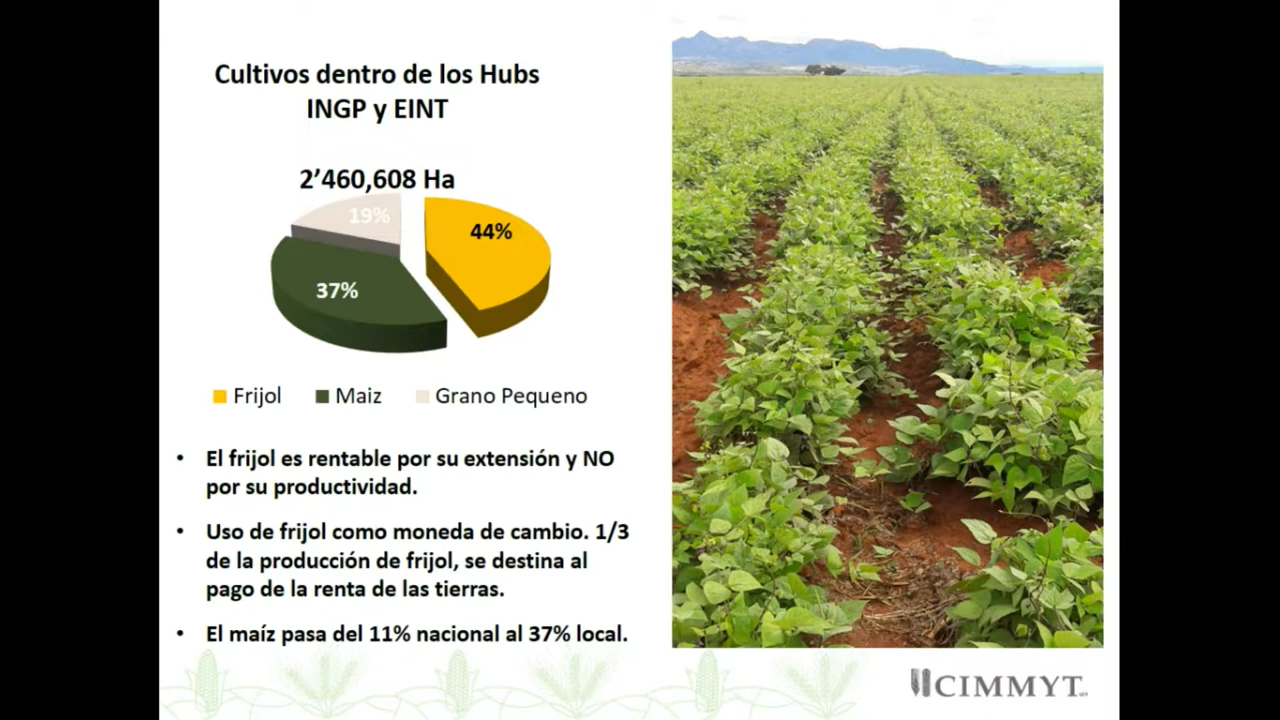 Cultivos dentro de los Hubs
INGP y EINT
2’460,608 Ha
19%
44%
37%
Frijol
Maiz
Grano Pequeno
• El frijol es rentable por su extensión y NO
por su productividad.
• Uso de frijol como moneda de cambio. 1/3
de la producción de frijol, se destina al
pago de la renta de las tierras.
• El maíz pasa del 11% nacional al 37% local.
CIMMYT